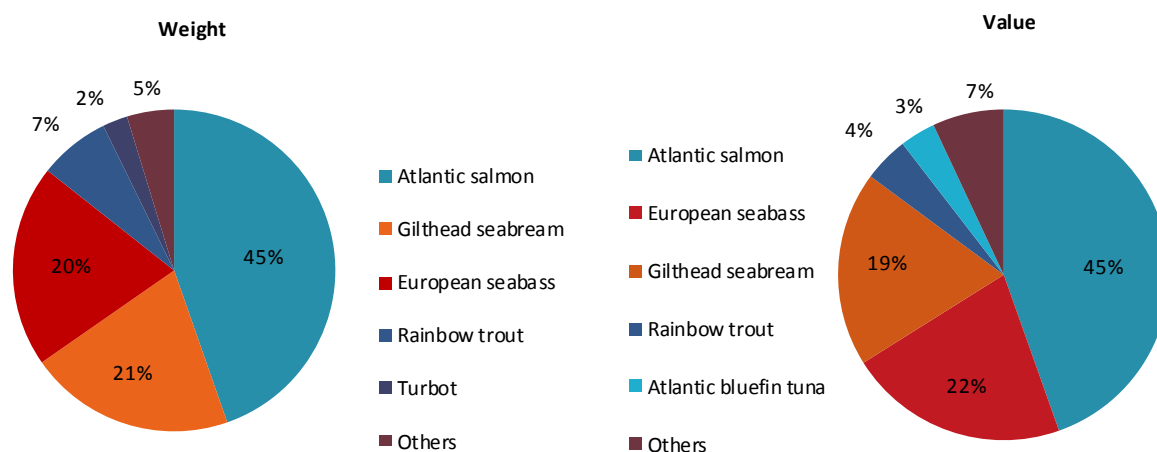 Weight
5%
2%
7%
45%
20%
21%
Atlantic salmon
Gilthead seabream
European seabass
Rainbow trout
Turbot
Others
Value
7%
3%
4%
19%
45%
22%
Atlantic salmon
European seabass
Gilthead seabream
Rainbow trout
Atlantic bluefin tuna
Others